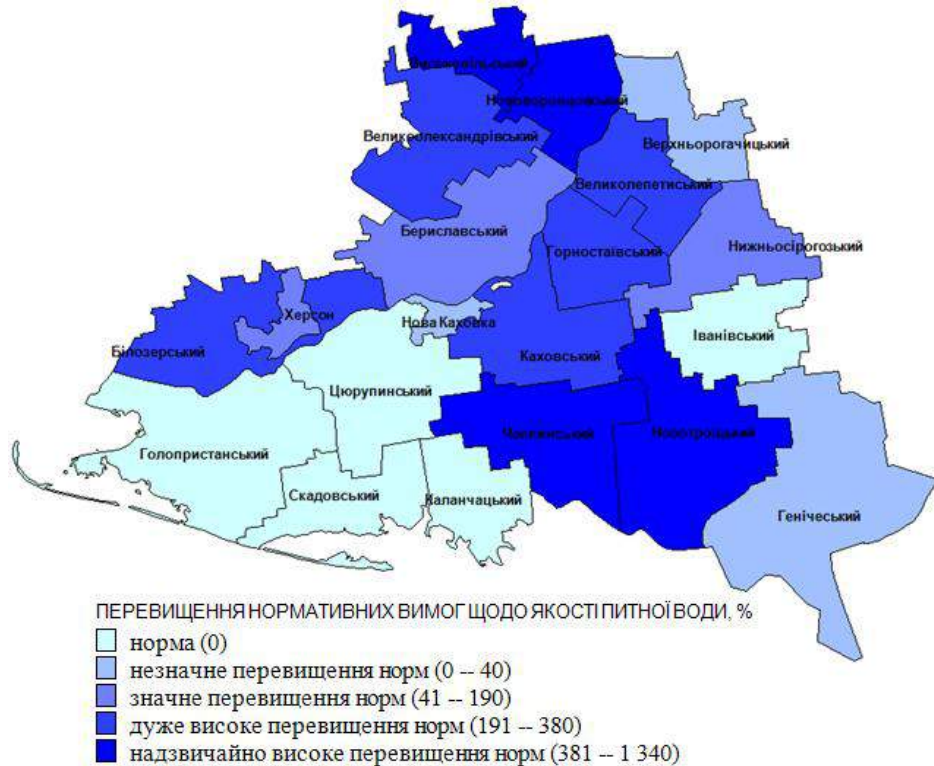 Високопільський
Нововоронцовський
Великоолександрівський
Верхньорогачицький
Великолепетиський
Бериславський
Нижньосірогозький
Горностаївський
Херсон
Нова Каховка
Іванівський
Білозерський
Каховський
Цюрупинський
Чаплинський
Новотроїцький
Голопристанський
Скадовський
Каланчацький
Генічеський
ПЕРЕВИЩЕННЯ НОРМАТИВНИХ ВИМОГ ЩОДО ЯКОСТІ ПИТНОЇ ВОДИ, %
норма (0)
незначне перевищення норм (0 -- 40)
значне перевищення норм (41 -- 190)
дуже високе перевищення норм (191 -- 380)
надзвичайно високе перевищення норм (381 -- 1 340)